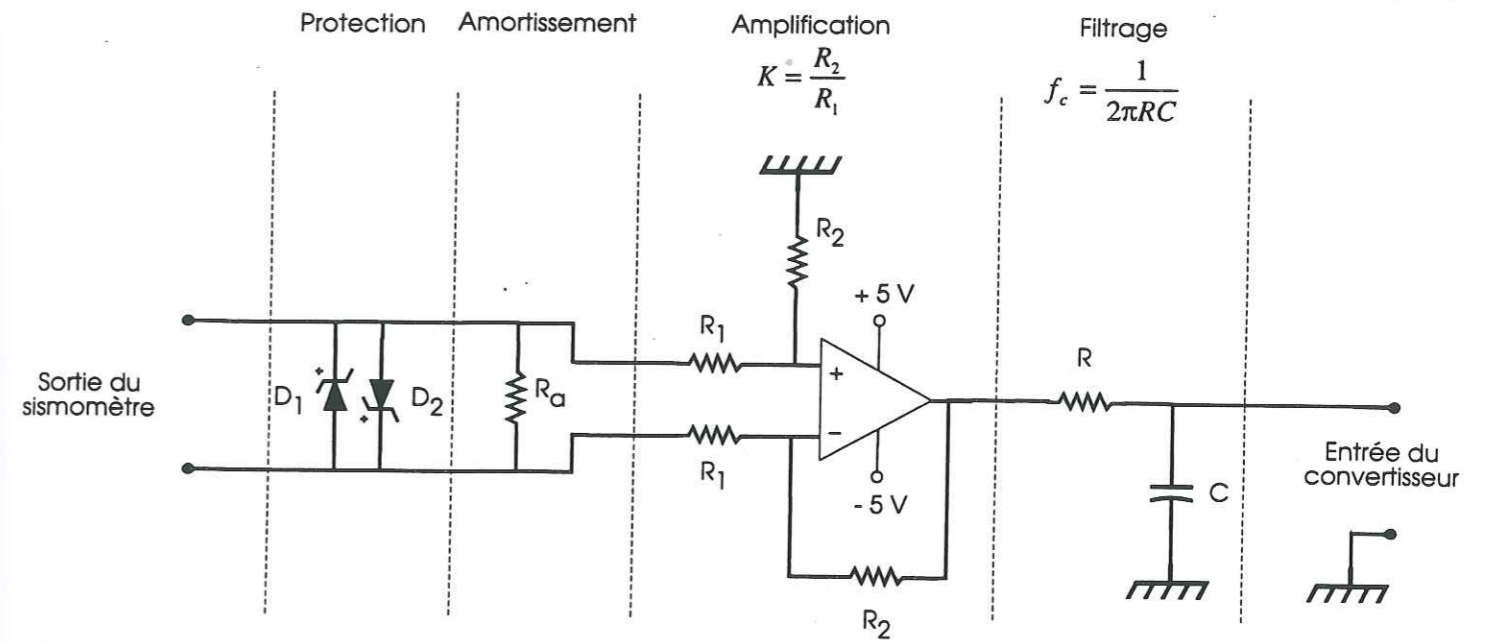 Protection
Amortissement
Amplification
K = R2 / R1
Filtrage
fc = 1 / 2πRC
R2
+ 5 V
R1
R
+
Sortie du
sismomètre
D1
+
D2
+
Ra
−
R1
- 5 V
Entrée du
convertisseur
C
R2